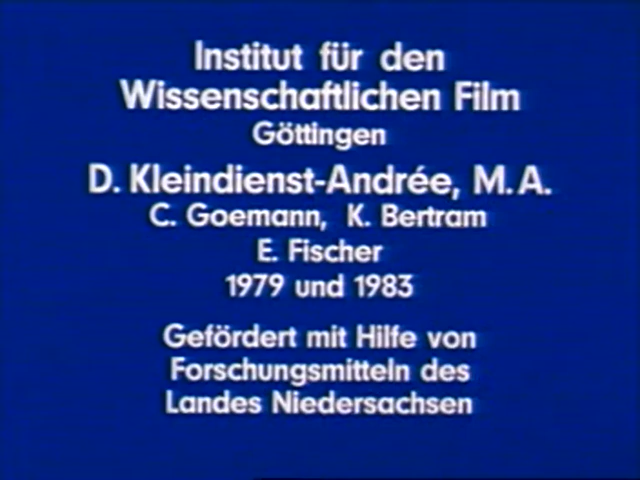 Institut für den
Wissenschaftlichen Film
Göttingen
D. Kleindienst-Andrée, M.A.
C. Goemann, K. Bertram
E. Fischer
1979 und 1983
Gefördert mit Hilfe von
Forschungsmitteln des
Landes Niedersachsen